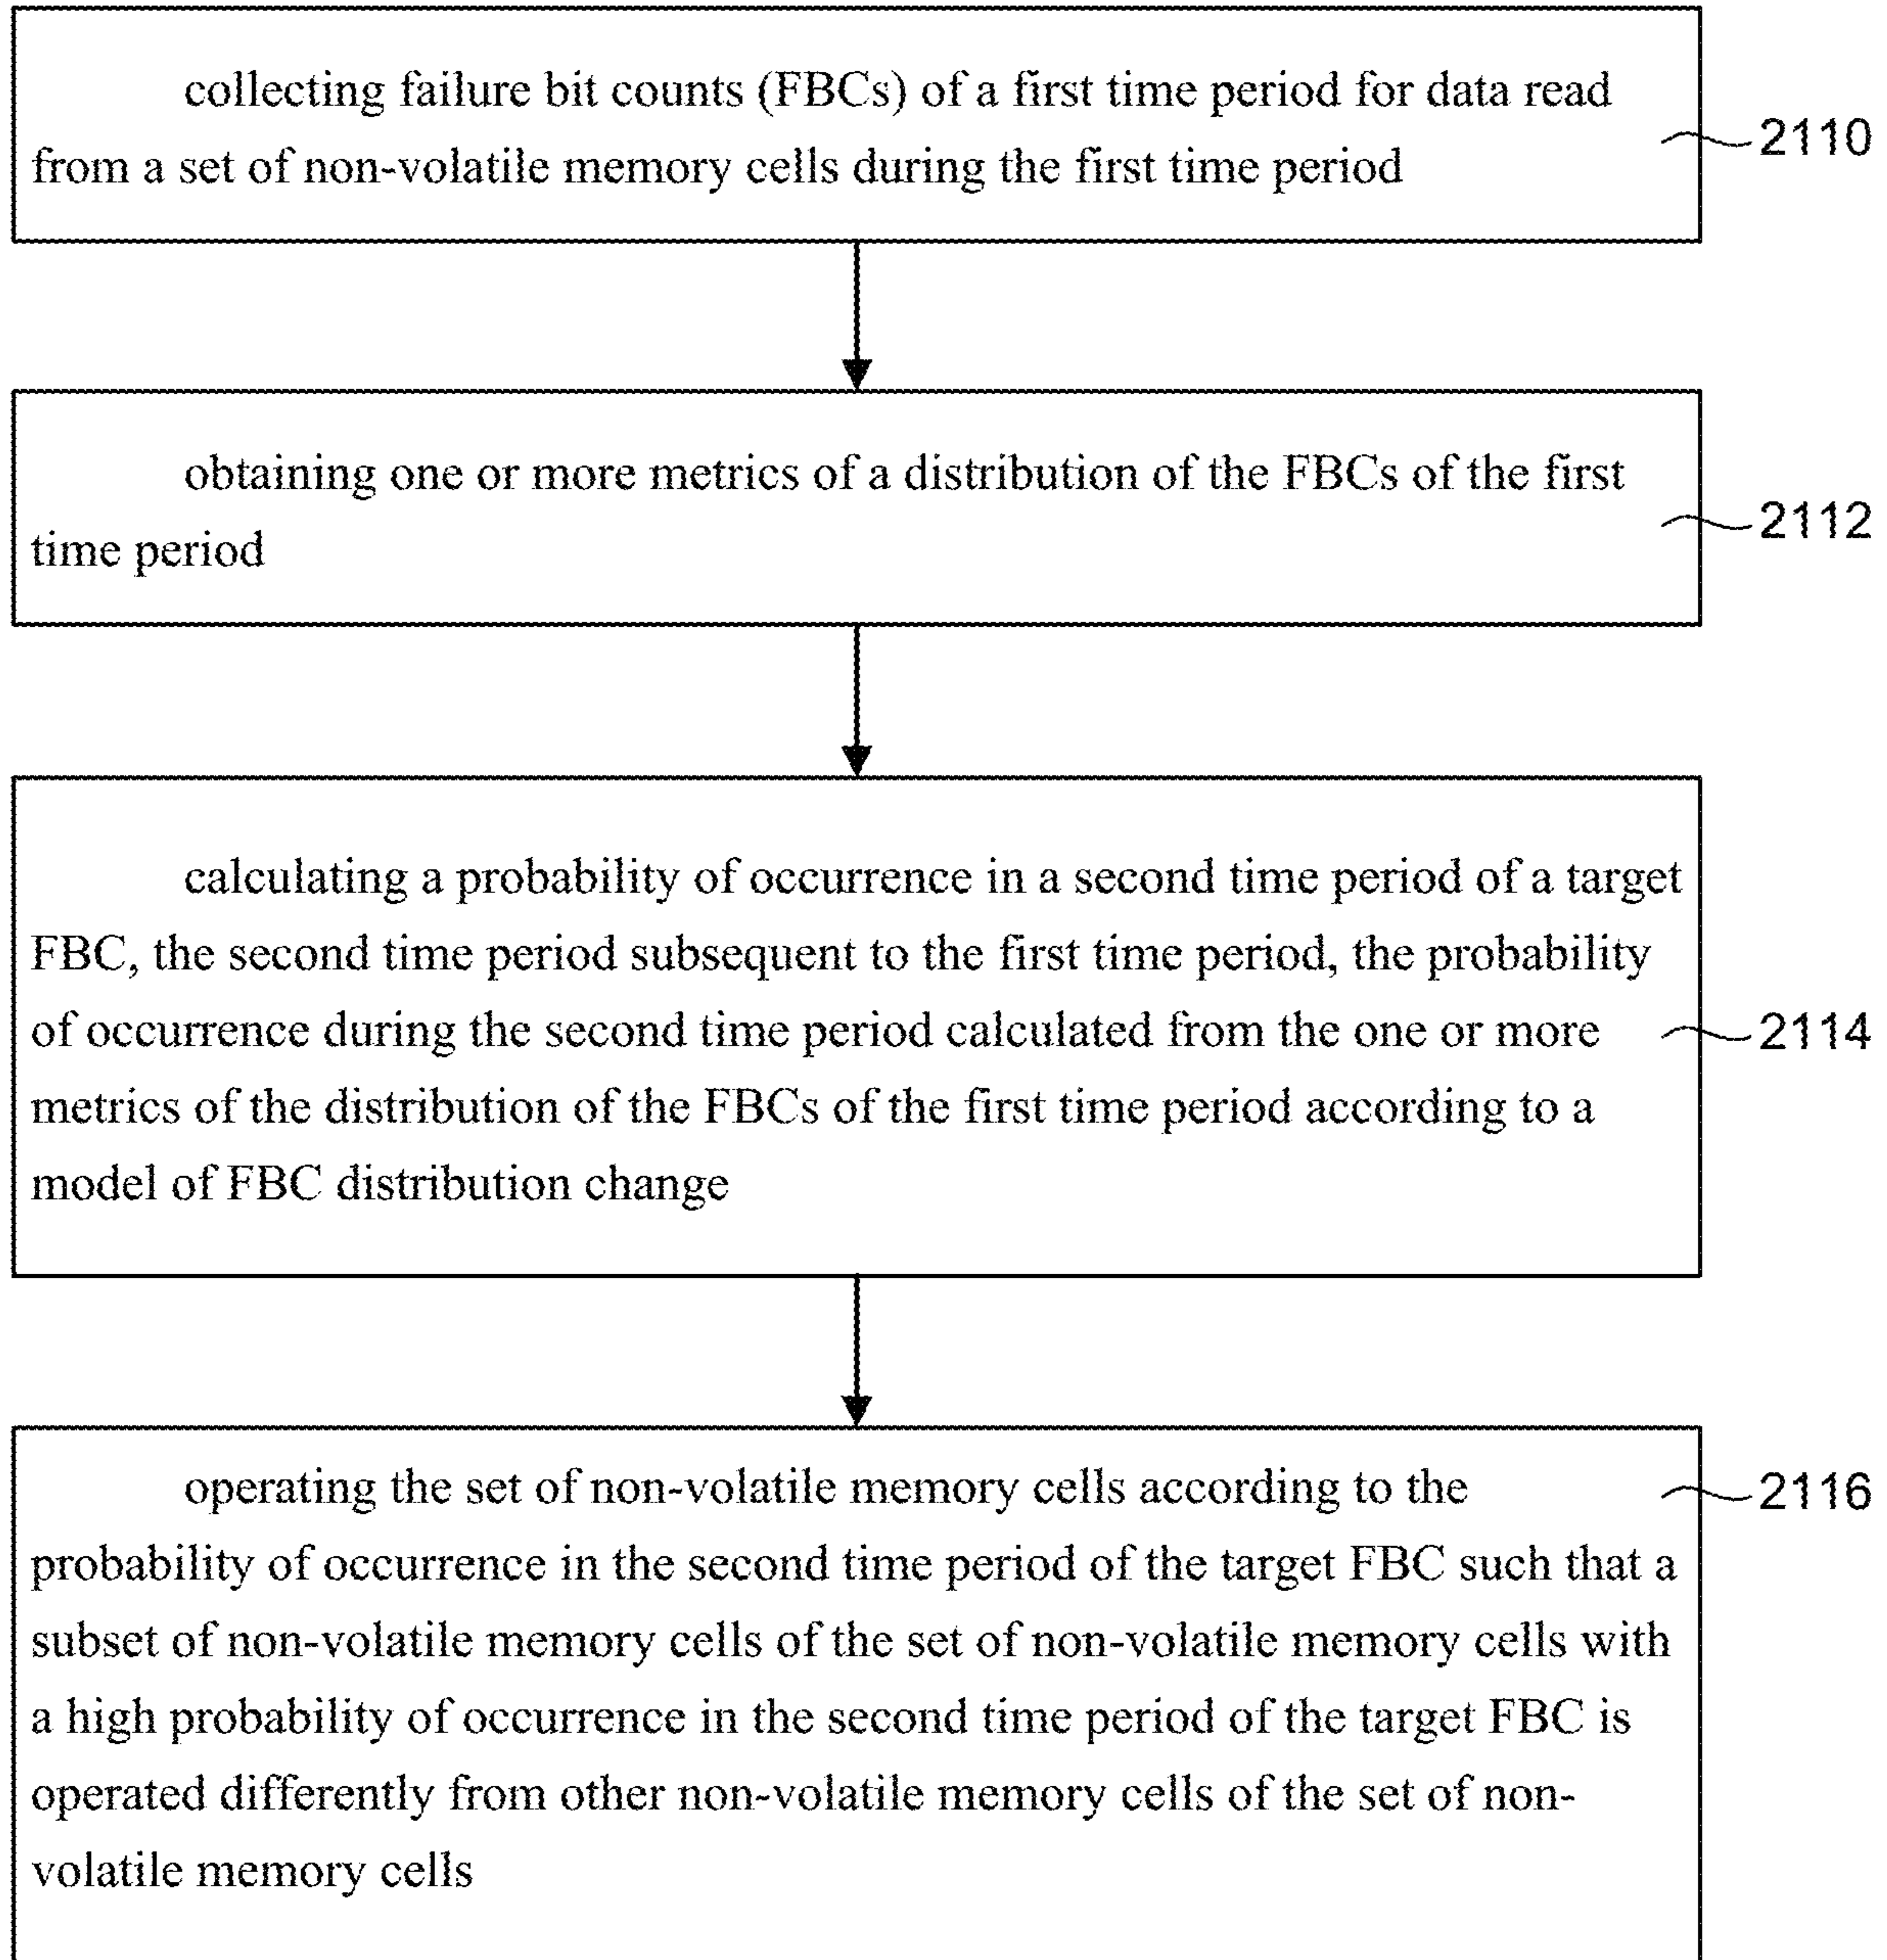 collecting failure bit counts (FBCs) of a first time period for data read
from a set of non-volatile memory cells during the first time period
2110
obtaining one or more metrics of a distribution of the FBCs of the first
time period
2112
calculating a probability of occurrence in a second time period of a target
FBC, the second time period subsequent to the first time period, the probability
of occurrence during the second time period calculated from the one or more
metrics of the distribution of the FBCs of the first time period according to a
model of FBC distribution change
2114
operating the set of non-volatile memory cells according to the
probability of occurrence in the second time period of the target FBC such that a
subset of non-volatile memory cells of the set of non-volatile memory cells with
a high probability of occurrence in the second time period of the target FBC is
operated differently from other non-volatile memory cells of the set of non-
volatile memory cells
2116